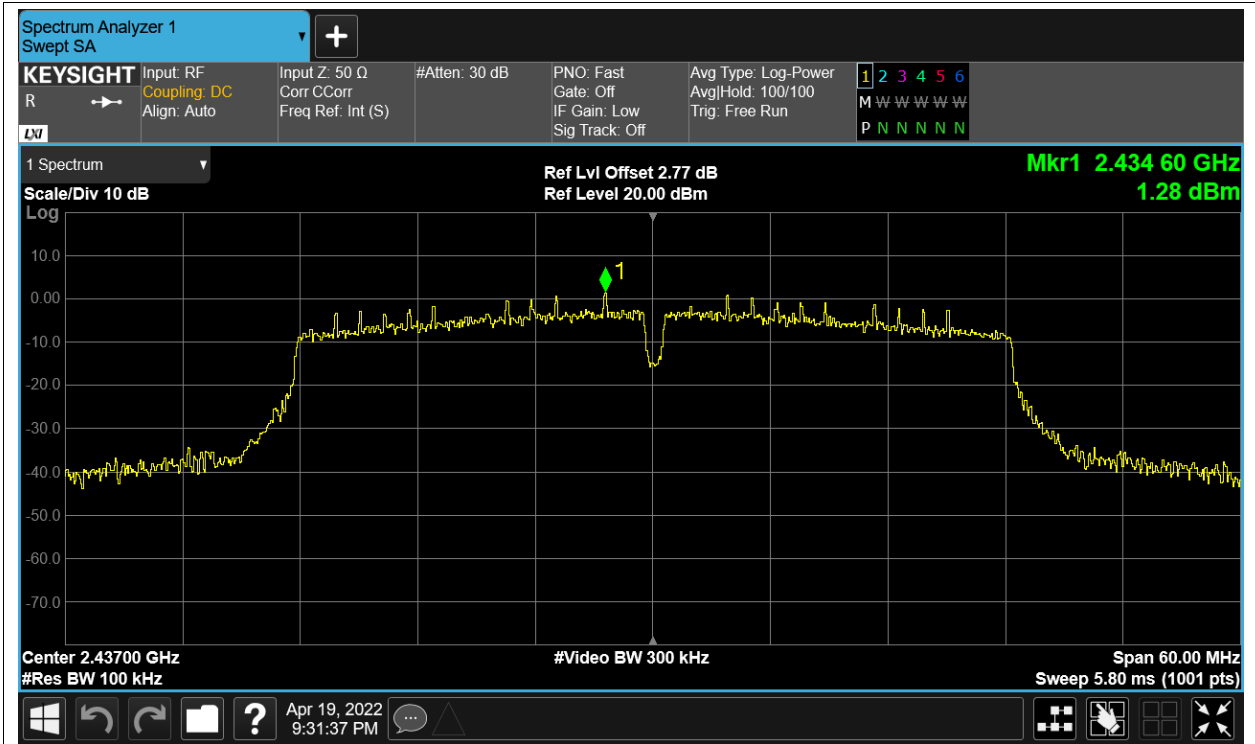 Spectrum Analyzer 1
Swept SA
KEYSIGHT
R
LXI
Input: RF
Coupling: DC
Align: Auto
Input Z: 50 Ω
Corr CCorr
Freq Ref: Int (S)
#Atten: 30 dB
PNO: Fast
Gate: Off
IF Gain: Low
Sig Track: Off
Avg Type: Log-Power
Avg|Hold: 100/100
Trig: Free Run
1 2 3 4 5 6
M W W W W W
P N N N N N
1 Spectrum
Scale/Div 10 dB
Log
Ref Lvl Offset 2.77 dB
Ref Level 20.00 dBm
Mkr1 2.434 60 GHz
1.28 dBm
1
10.0
0.00
-10.0
-20.0
-30.0
-40.0
-50.0
-60.0
-70.0
Center 2.43700 GHz
#Res BW 100 kHz
#Video BW 300 kHz
Span 60.00 MHz
Sweep 5.80 ms (1001 pts)
?
Apr 19, 2022
9:31:37 PM